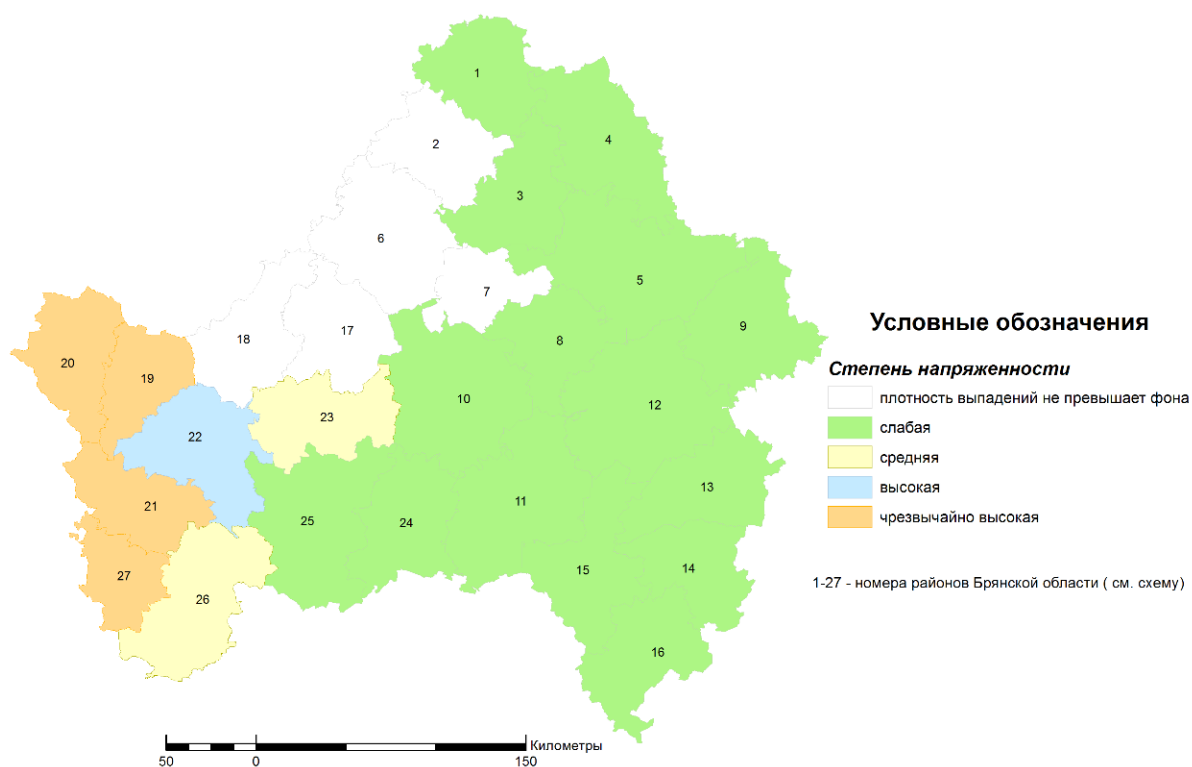 1
2
4
3
6
5
7
9
18
17
8
20
19
10
12
23
22
21
25
24
11
13
27
26
15
14
16
Условные обозначения
Степень напряженности
плотность выпадений не превышает фона
слабая
средняя
высокая
чрезвычайно высокая
1-27 - номера районов Брянской области ( см. схему)
Километры
50 0 150